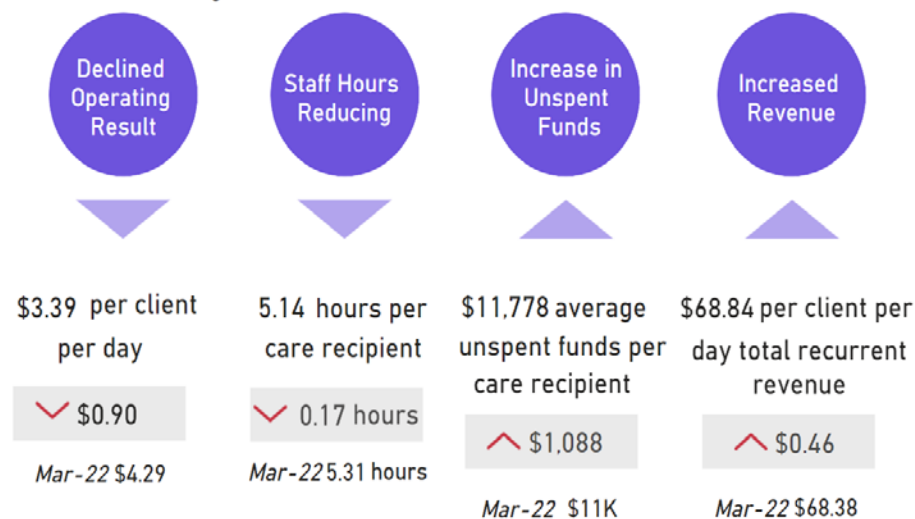 Declined
Operating
Result
Staff Hours
Reducing
Increase in
Unspent
Funds
Increased
Revenue
$3.39 per client
per day
$0.90
Mar-22 $4.29
5.14 hours per
care recipient
0.17 hours
Mar-22 5.31 hours
$11,778 average
unspent funds per
care recipient
$1,088
Mar-22 $11K
$68.84 per client per
day total recurrent
revenue
$0.46
Mar-22 $68.38